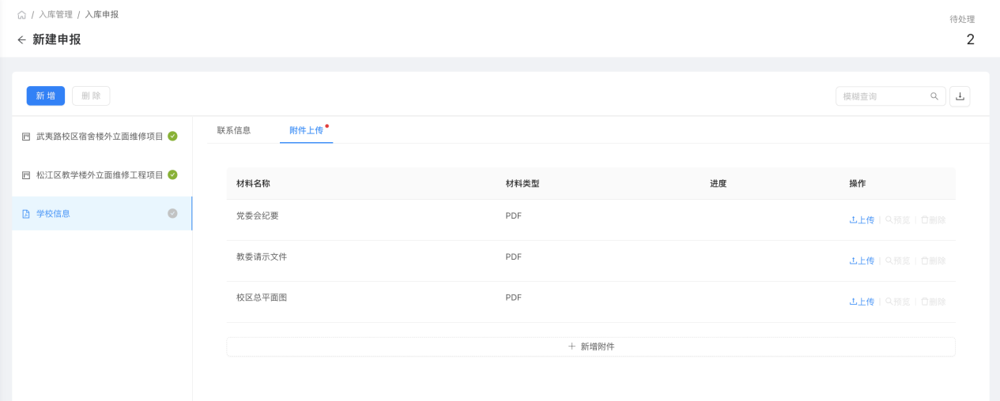 / 入库管理 / 入库申报
待处理
新建申报
2
新 增
删 除
模糊查询
武夷路校区宿舍楼外立面维修项目
松江区教学楼外立面维修工程项目
学校信息
联系信息
附件上传
材料名称 材料类型 进度 操作
党委会纪要 PDF 上传 | 预览 | 删除
教委请示文件 PDF 上传 | 预览 | 删除
校区总平面图 PDF 上传 | 预览 | 删除
新增附件